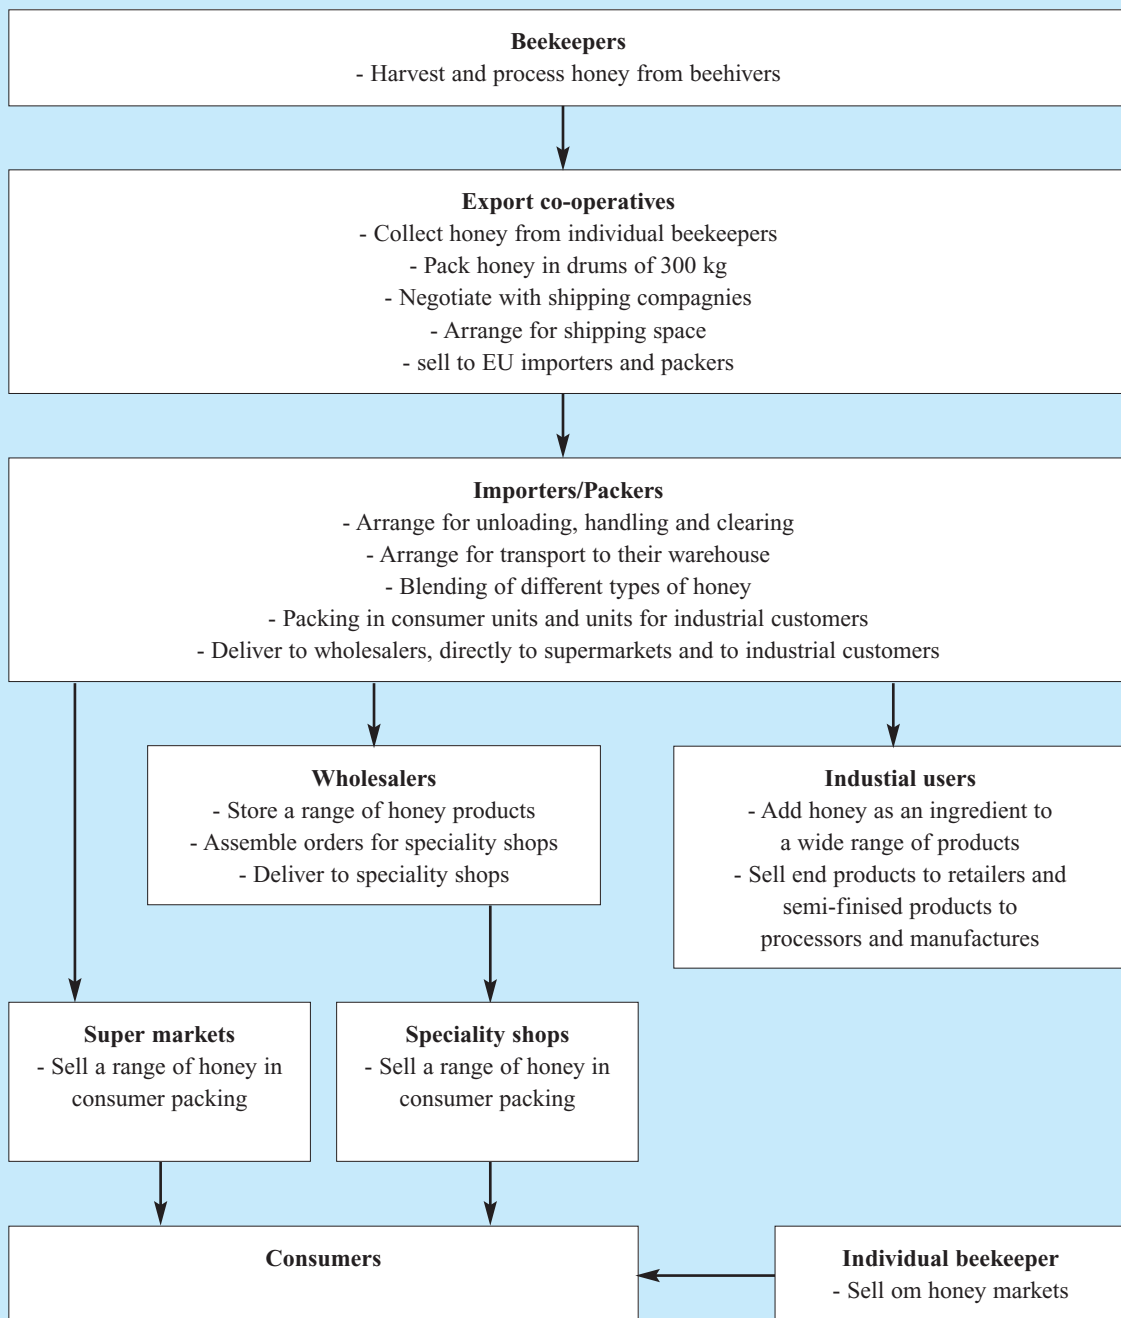 Beekeepers
- Harvest and process honey from beehivers
Export co-operatives
- Collect honey from individual beekeepers
- Pack honey in drums of 300 kg
- Negotiate with shipping compagnies
- Arrange for shipping space
- sell to EU importers and packers
Importers/Packers
- Arrange for unloading, handling and clearing
- Arrange for transport to their warehouse
- Blending of different types of honey
- Packing in consumer units and units for industrial customers
- Deliver to wholesalers, directly to supermarkets and to industrial customers
Wholesalers
- Store a range of honey products
- Assemble orders for speciality shops
- Deliver to speciality shops
Industial users
- Add honey as an ingredient to
a wide range of products
- Sell end products to retailers and
semi-finised products to
processors and manufactures
Super markets
- Sell a range of honey in
consumer packing
Speciality shops
- Sell a range of honey in
consumer packing
Consumers
Individual beekeeper
- Sell om honey markets